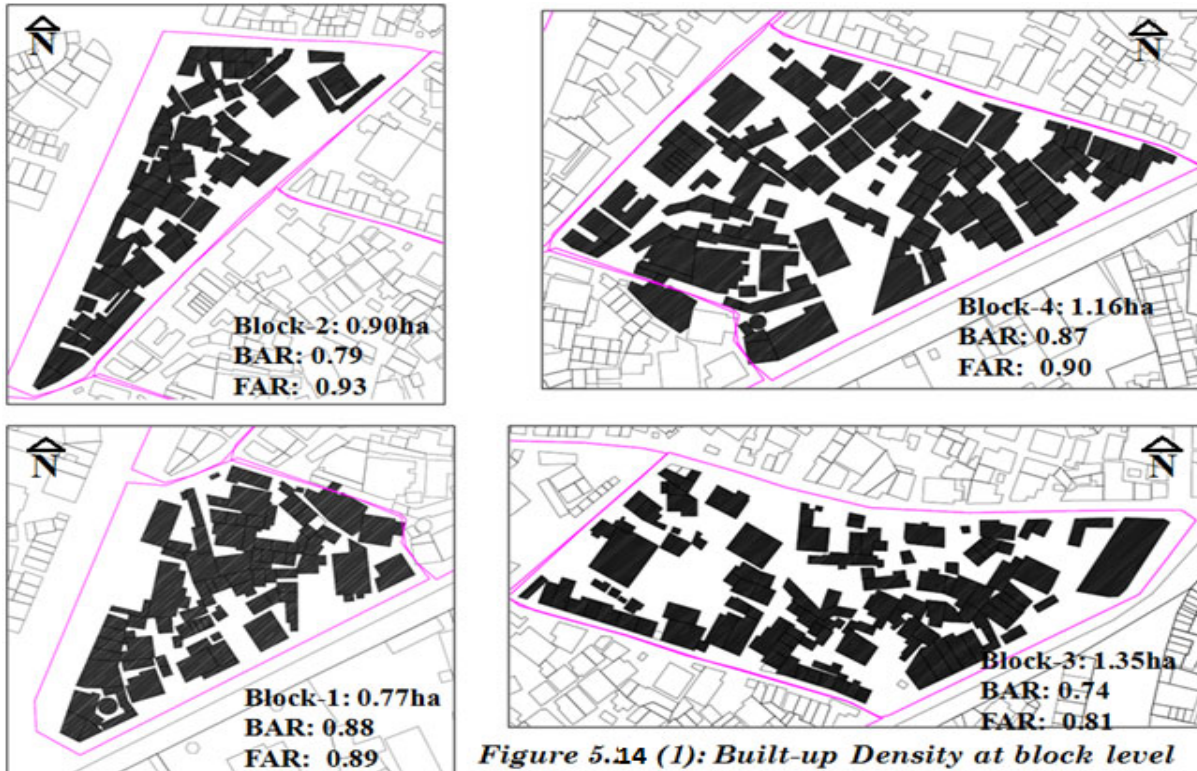 N
Block-2: 0.90ha
BAR: 0.79
FAR: 0.93
N
Block-4: 1.16ha
BAR: 0.87
FAR: 0.90
N
Block-1: 0.77ha
BAR: 0.88
FAR: 0.89
N
Block-3: 1.35ha
BAR: 0.74
FAR: 0.81
Figure 5.14 (1): Built-up Density at block level